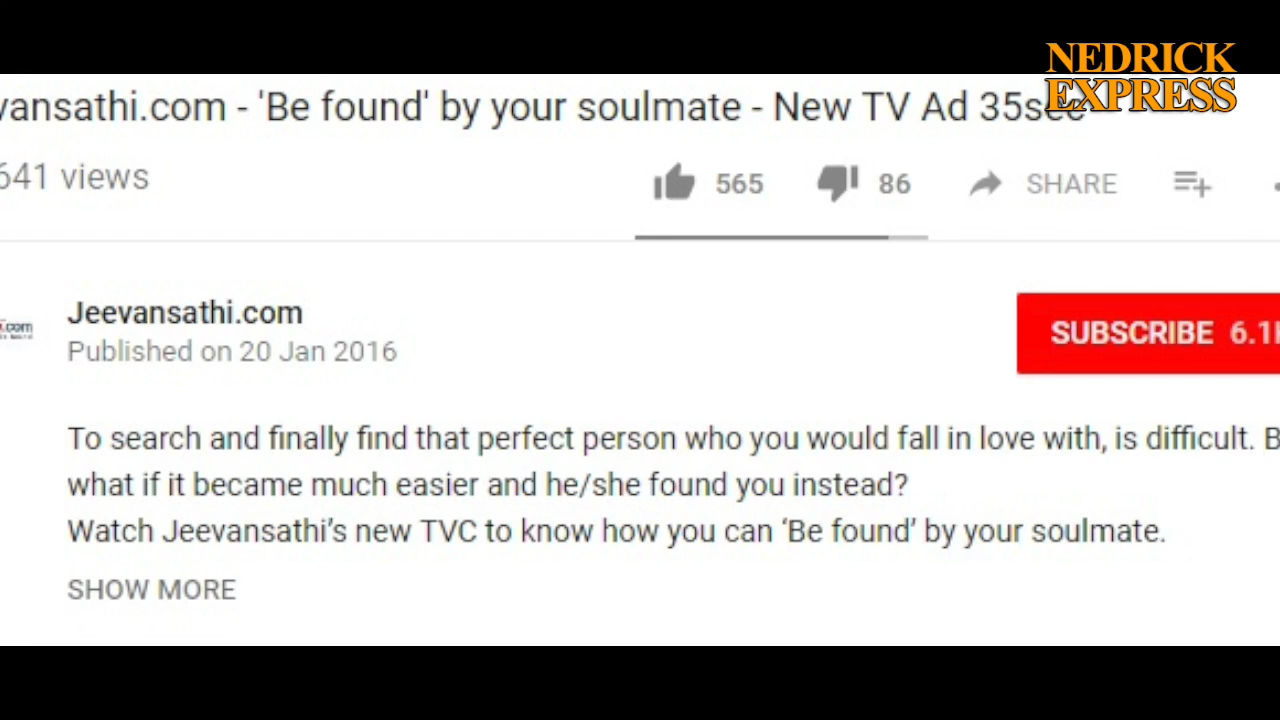 NEDRICK
EXPRESS
vansathi.com - 'Be found' by your soulmate - New TV Ad 35sec
641 views
565
86
SHARE
.com
Jeevansathi.com
Published on 20 Jan 2016
SUBSCRIBE 6.1
To search and finally find that perfect person who you would fall in love with, is difficult. B
what if it became much easier and he/she found you instead?
Watch Jeevansathi’s new TVC to know how you can ‘Be found’ by your soulmate.
SHOW MORE